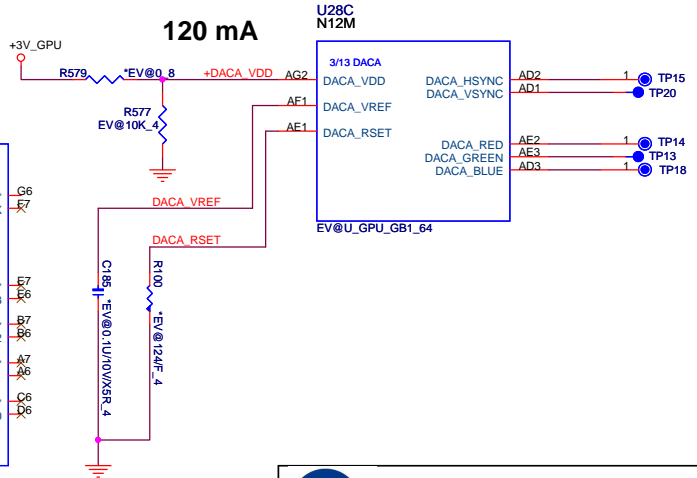 U28C
N12M
120 mA
+3V_GPU
3/13 DACA
R579
*EV@0_8
+DACA_VDD
AG2
DACA_VDD
DACA_HSYNC
AD2
1
TP15
DACA_VSYNC
AD1
TP20
AF1
DACA_VREF
R577
EV@10K_4
AE1
DACA_RSET
DACA_RED
AE2
1
TP14
DACA_GREEN
AE3
TP13
DACA_BLUE
AD3
1
TP18
G6
F7
DACA_VREF
EV@U_GPU_GB1_64
DACA_RSET
C185
*EV@0.1U/10V/X5R_4
R100
*EV@124/F_4
E7
E6
B7
B6
A7
A6
C6
D6